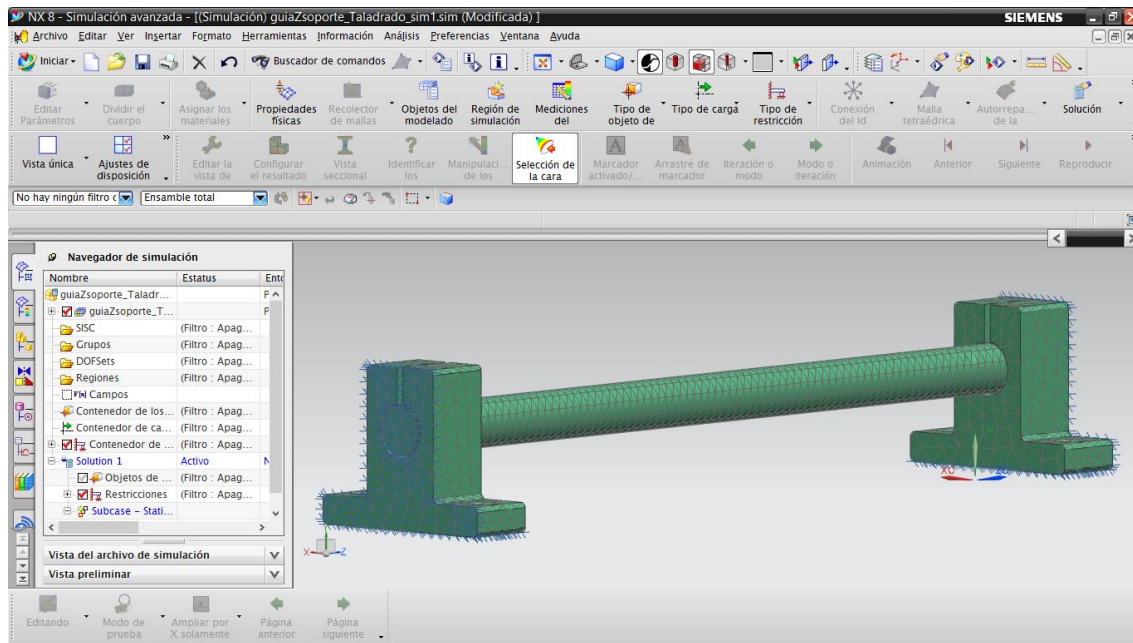 NX 8 - Simulación avanzada - [(Simulación) guiaZsoporte_Taladrado_sim1.sim (Modificada) ]
SIEMENS
Archivo Editar Ver Insertar Formato Herramientas Información Análisis Preferencias Ventana Ayuda
Iniciar
Buscador de comandos
Editar Parámetros
Dividir el cuerpo
Asignar los materiales
Propiedades físicas
Recolector de mallas
Objetos del modelado
Región de simulación
Mediciones del
Tipo de objeto de
Tipo de carga
Tipo de restricción
Conexión del Id
Malla tetraédrica
Autorrepa... de la
Solución
Vista única
Ajustes de disposición
Editar la vista de
Configurar el resultado
Vista seccional
Identificar los
Manipulaci... de los
Selección de la cara
Marcador activado/...
Arrastre de marcador
Iteración o modo
Modo o iteración
Animación
Anterior
Siguiente
Reproducir
No hay ningún filtro c
Ensamble total
Navegador de simulación
Nombre Estatus Ento
guiaZsoporte_Taladr... P
guiaZsoporte_T... P
SISC (Filtro : Apag...
Grupos (Filtro : Apag...
DOFSets (Filtro : Apag...
Regiones (Filtro : Apag...
Campos
Contenedor de los... (Filtro : Apag...
Contenedor de ca... (Filtro : Apag...
Contenedor de ... (Filtro : Apag...
Solution 1 Activo N
Objetos de ... (Filtro : Apag...
Restricciones (Filtro : Apag...
Subcase - Stati...
Vista del archivo de simulación
Vista preliminar
X
Z
XC
Editando
Modo de prueba
Ampliar por X solamente
Página anterior
Página siguiente